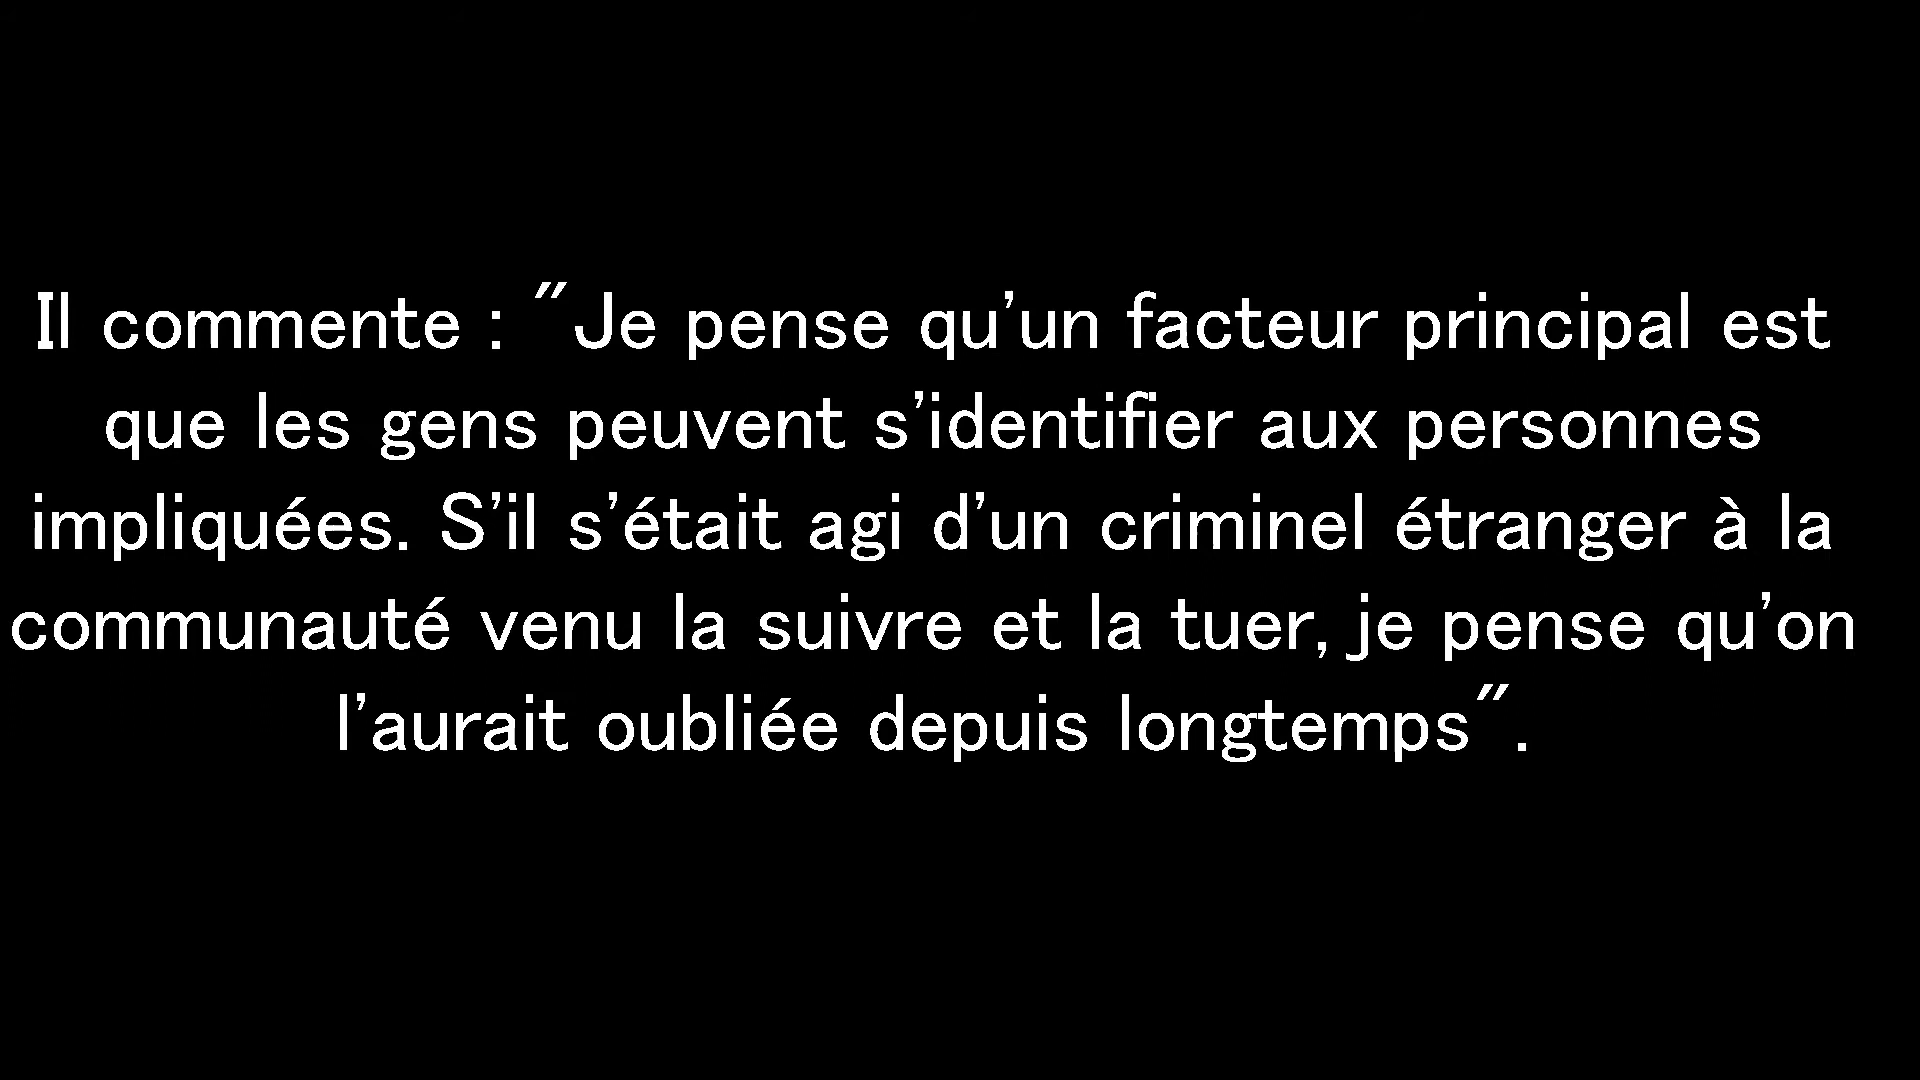 Il commente : "Je pense qu'un facteur principal est
que les gens peuvent s'identifier aux personnes
impliquées. S'il s'était agi d'un criminel étranger à la
communauté venu la suivre et la tuer, je pense qu'on
l'aurait oubliée depuis longtemps".